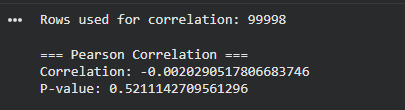 Rows used for correlation: 99998
=== Pearson Correlation ===
Correlation: -0.0020290517806683746
P-value: 0.5211142709561296